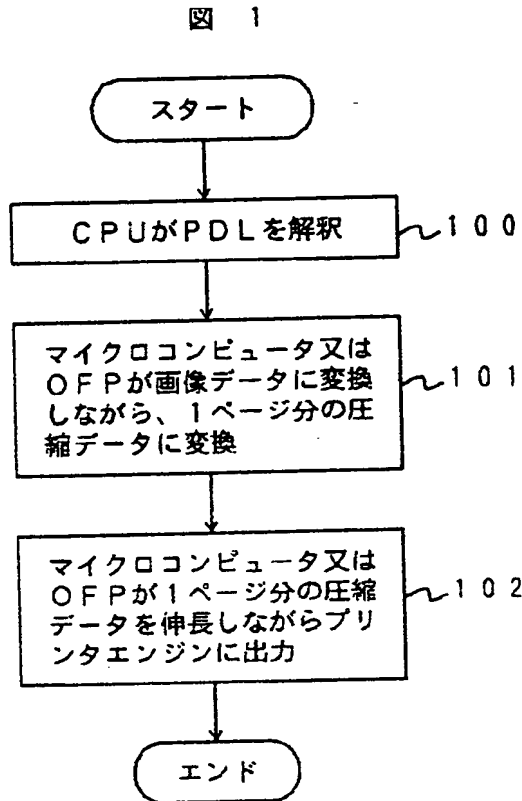 図 1
スタート
CPUがPDLを解釈
100
マイクロコンピュータ又は
OFPが画像データに変換
しながら、1ページ分の圧
縮データに変換
101
マイクロコンピュータ又は
OFPが1ページ分の圧縮
データを伸長しながらプリ
ンタエンジンに出力
102
エンド